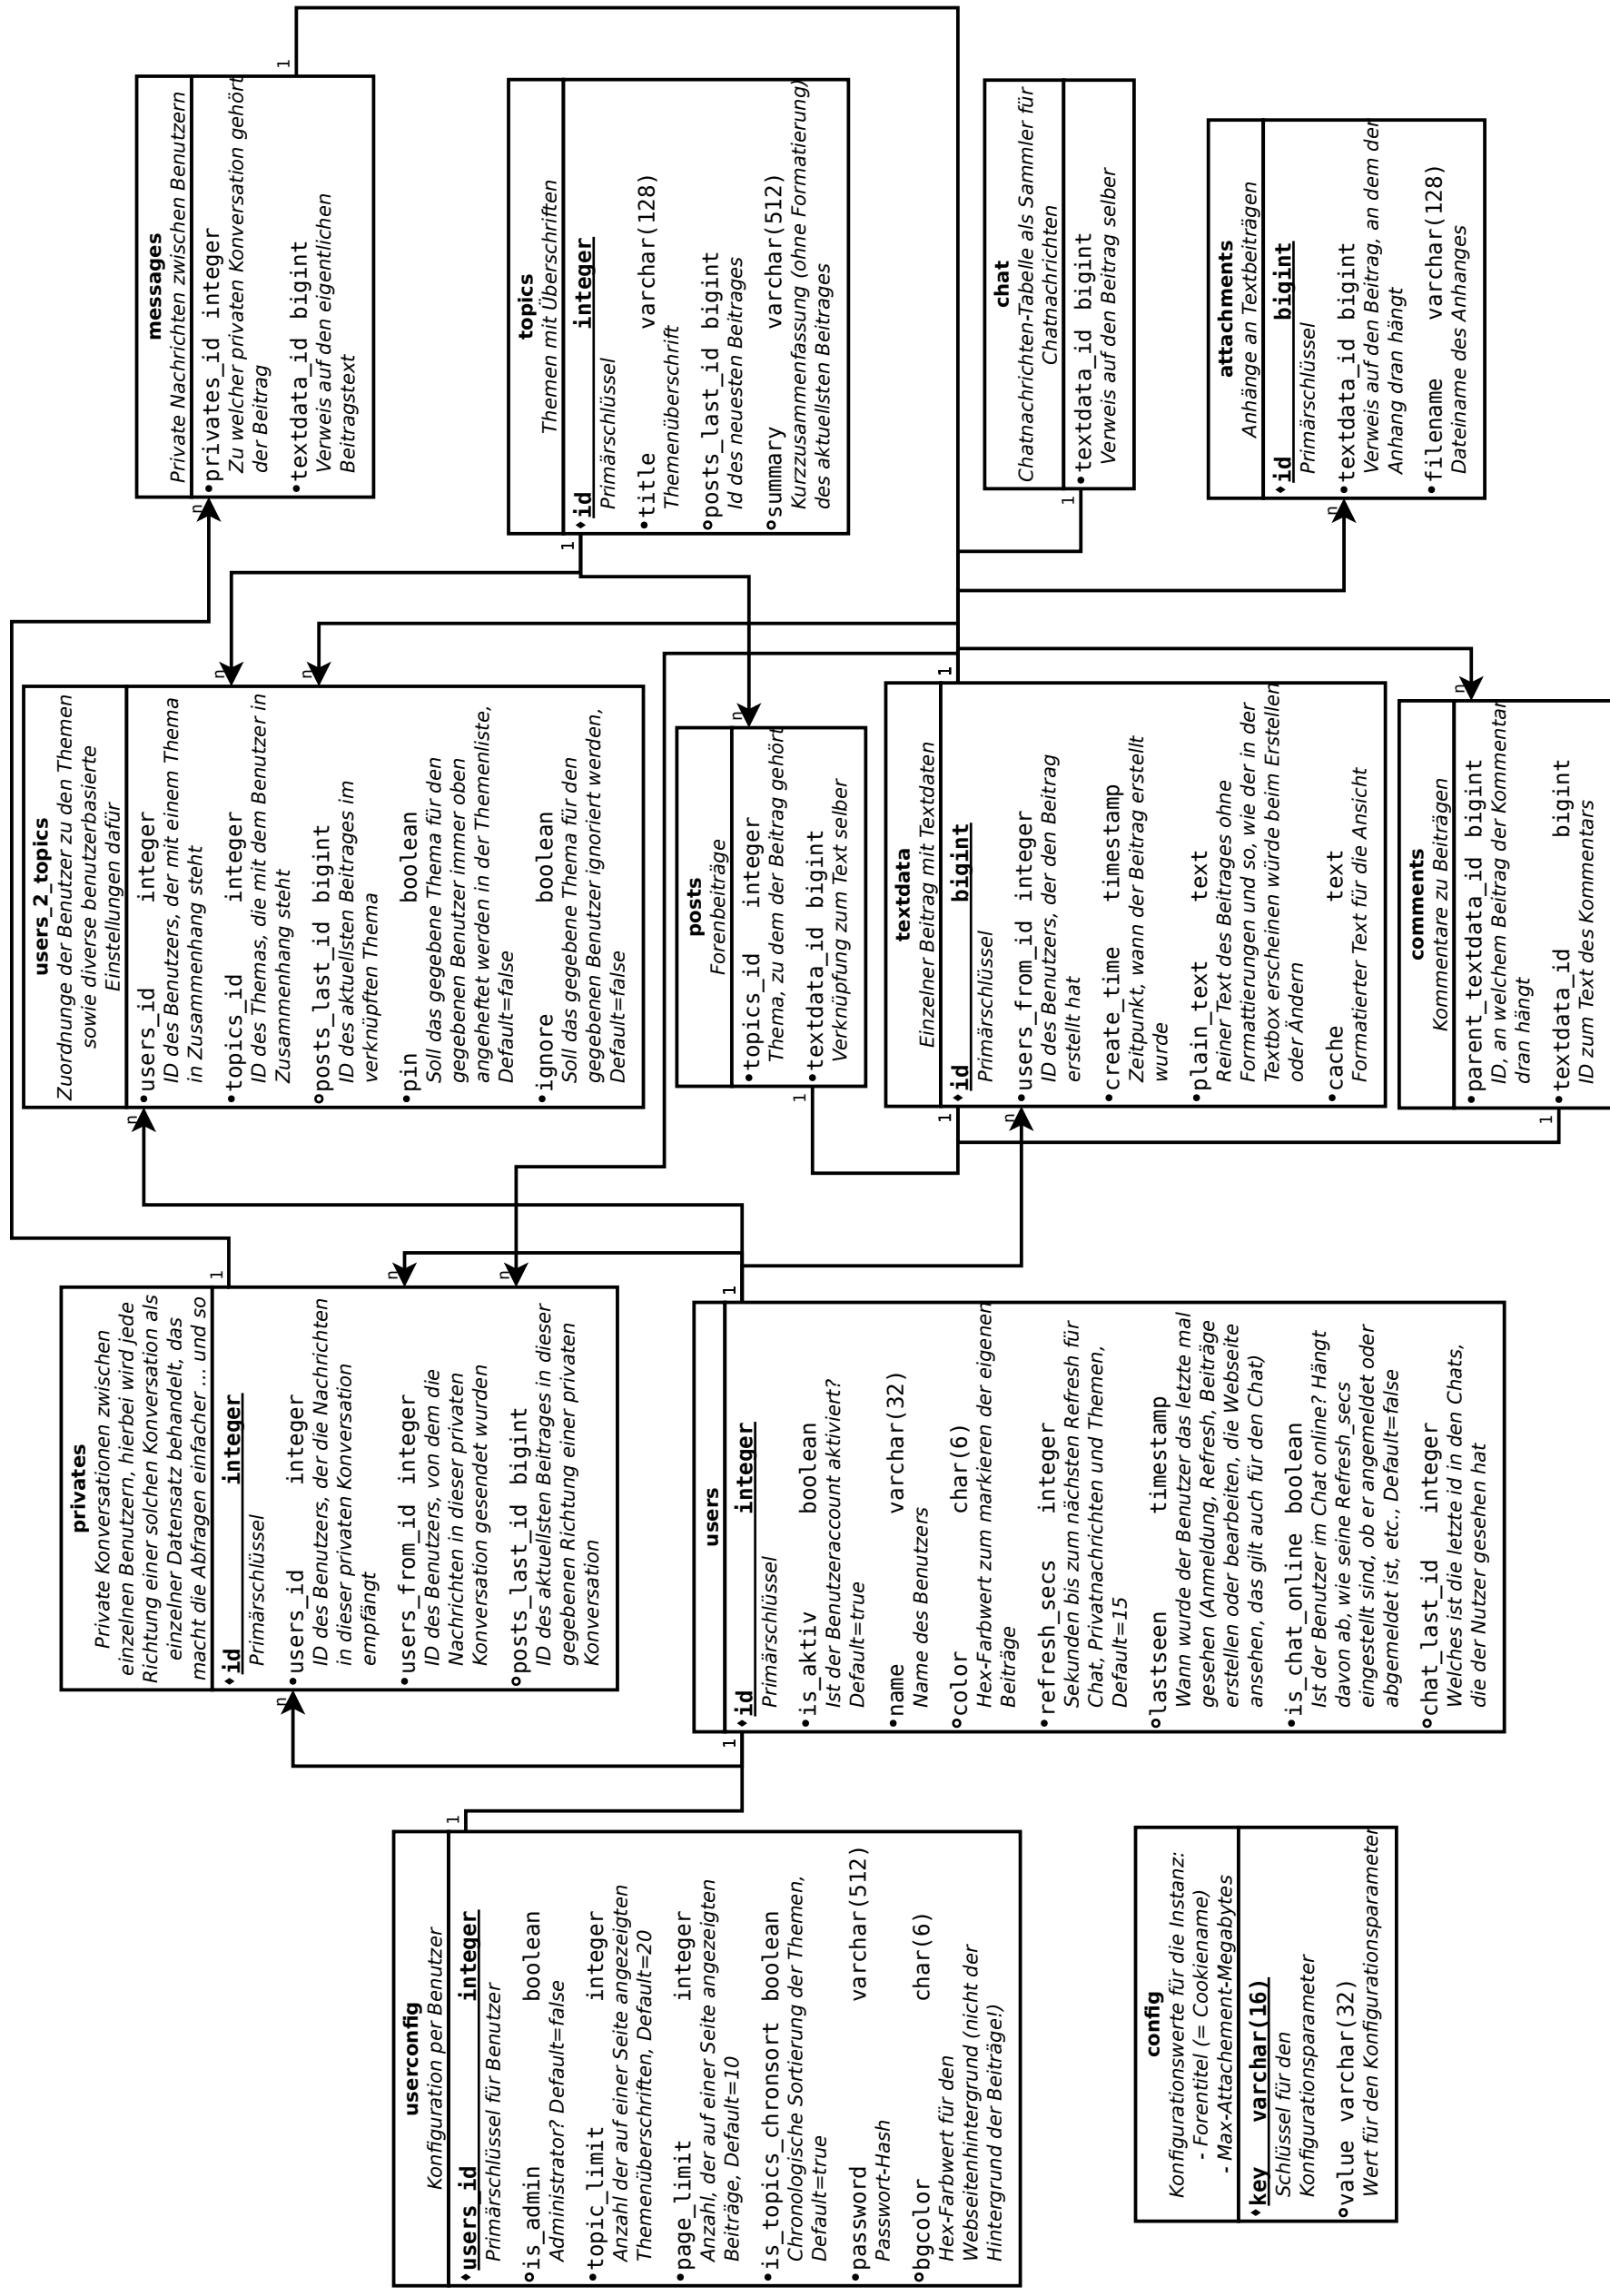 userconfig
Konfiguration per Benutzer
users_id integer
Primärschlüssel für Benutzer
is_admin boolean
Administrator? Default=false
topic_limit integer
Anzahl der auf einer Seite angezeigten
Themenüberschriften, Default=20
page_limit integer
Anzahl, der auf einer Seite angezeigten
Beiträge, Default=10
is_topics_chronsort boolean
Chronologische Sortierung der Themen,
Default=true
password varchar(512)
Passwort-Hash
bgcolor char(6)
Hex-Farbwert für den
Webseitenhintergrund (nicht der
Hintergrund der Beiträge!)
1
config
Konfigurationswerte für die Instanz:
- Forentitel (= Cookiename)
- Max-Attachement-Megabytes
key varchar(16)
Schlüssel für den
Konfigurationsparameter
value varchar(32)
Wert für den Konfigurationsparameter
privates
Private Konversationen zwischen
einzelnen Benutzern, hierbei wird jede
Richtung einer solchen Konversation als
einzelner Datensatz behandelt, das
macht die Abfragen einfacher ... und so
id integer
Primärschlüssel
users_id integer
ID des Benutzers, der die Nachrichten
in dieser privaten Konversation
empfängt
users_from_id integer
ID des Benutzers, von dem die
Nachrichten in dieser privaten
Konversation gesendet wurden
posts_last_id bigint
ID des aktuellsten Beitrages in dieser
gegebenen Richtung einer privaten
Konversation
n
1
n
n
users
id integer
Primärschlüssel
is_aktiv boolean
Ist der Benutzeraccount aktiviert?
Default=true
name varchar(32)
Name des Benutzers
color char(6)
Hex-Farbwert zum markieren der eigenen
Beiträge
refresh_secs integer
Sekunden bis zum nächsten Refresh für
Chat, Privatnachrichten und Themen,
Default=15
lastseen timestamp
Wann wurde der Benutzer das letzte mal
gesehen (Anmeldung, Refresh, Beiträge
erstellen oder bearbeiten, die Webseite
ansehen, das gilt auch für den Chat)
is_chat_online boolean
Ist der Benutzer im Chat online? Hängt
davon ab, wie seine Refresh_secs
eingestellt sind, ob er angemeldet oder
abgemeldet ist, etc., Default=false
chat_last_id integer
Welches ist die letzte id in den Chats,
die der Nutzer gesehen hat
1
1
users_2_topics
Zuordnunge der Benutzer zu den Themen
sowie diverse benutzerbasierte
Einstellungen dafür
users_id integer
ID des Benutzers, der mit einem Thema
in Zusammenhang steht
topics_id integer
ID des Themas, die mit dem Benutzer in
Zusammenhang steht
posts_last_id bigint
ID des aktuellsten Beitrages im
verknüpften Thema
pin boolean
Soll das gegebene Thema für den
gegebenen Benutzer immer oben
angeheftet werden in der Themenliste,
Default=false
ignore boolean
Soll das gegebene Thema für den
gegebenen Benutzer ignoriert werden,
Default=false
n
n
n
posts
Forenbeiträge
topics_id integer
Thema, zu dem der Beitrag gehört
textdata_id bigint
Verknüpfung zum Text selber
1
n
textdata
Einzelner Beitrag mit Textdaten
id bigint
Primärschlüssel
users_from_id integer
ID des Benutzers, der den Beitrag
erstellt hat
create_time timestamp
Zeitpunkt, wann der Beitrag erstellt
wurde
plain_text text
Reiner Text des Beitrages ohne
Formattierungen und so, wie der in der
Textbox erscheinen würde beim Erstellen
oder Ändern
cache text
Formatierter Text für die Ansicht
1
n
1
comments
Kommentare zu Beiträgen
parent_textdata_id bigint
ID, an welchem Beitrag der Kommentar
dran hängt
textdata_id bigint
ID zum Text des Kommentars
1
n
messages
Private Nachrichten zwischen Benutzern
privates_id integer
Zu welcher privaten Konversation gehört
der Beitrag
textdata_id bigint
Verweis auf den eigentlichen
Beitragstext
n
1
topics
Themen mit Überschriften
id integer
Primärschlüssel
title varchar(128)
Themenüberschrift
posts_last_id bigint
Id des neuesten Beitrages
summary varchar(512)
Kurzzusammenfassung (ohne Formatierung)
des aktuellsten Beitrages
1
chat
Chatnachrichten-Tabelle als Sammler für
Chatnachrichten
textdata_id bigint
Verweis auf den Beitrag selber
1
attachments
Anhänge an Textbeiträgen
id bigint
Primärschlüssel
textdata_id bigint
Verweis auf den Beitrag, an dem der
Anhang dran hängt
filename varchar(128)
Dateiname des Anhanges
n